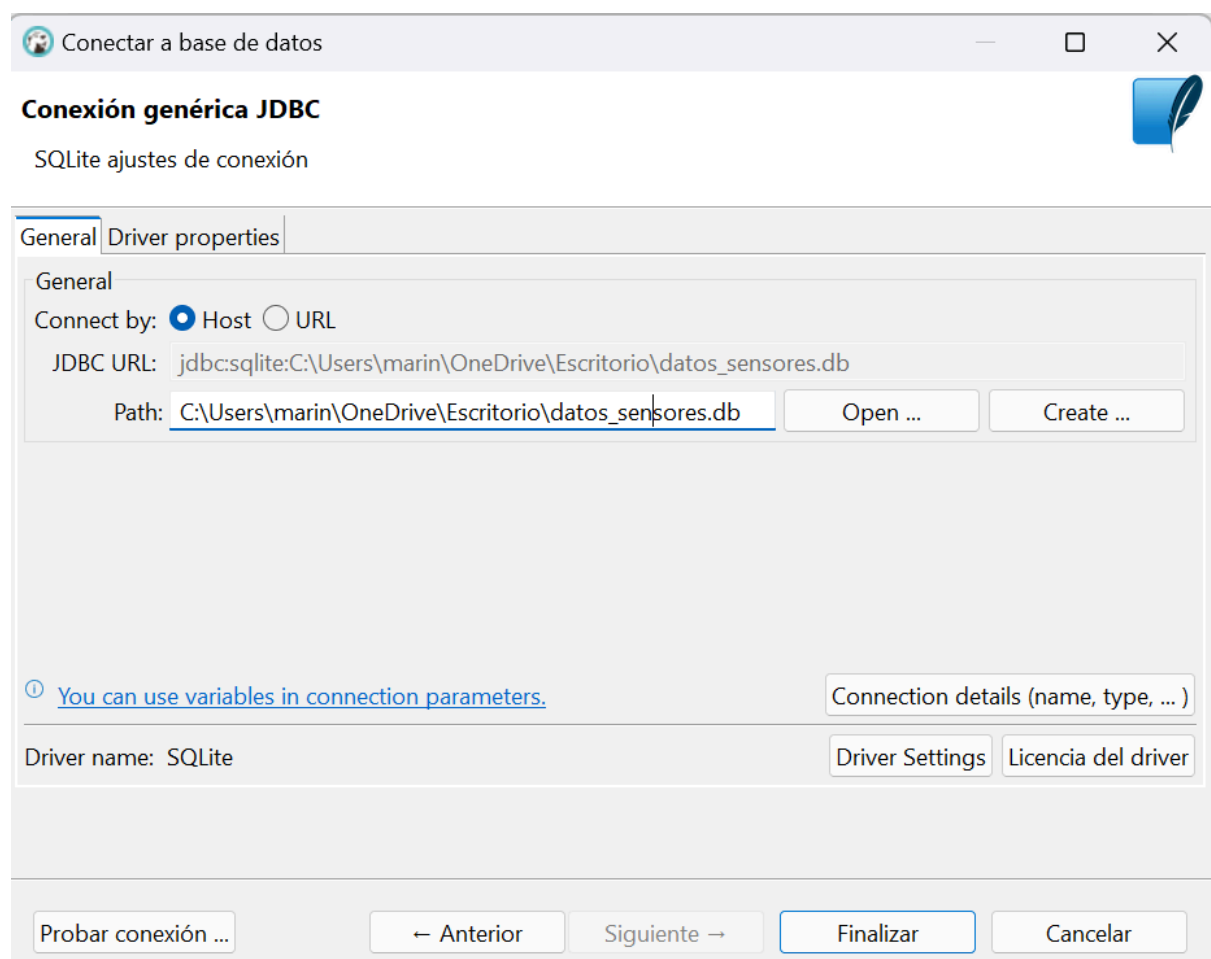 Conectar a base de datos
Conexión genérica JDBC
SQLite ajustes de conexión
General Driver properties
General
Connect by: Host URL
JDBC URL: jdbc:sqlite:C:\Users\marin\OneDrive\Escritorio\datos_sensores.db
Path: C:\Users\marin\OneDrive\Escritorio\datos_sensores.db Open ... Create ...
You can use variables in connection parameters. Connection details (name, type, ... )
Driver name: SQLite Driver Settings Licencia del driver
Probar conexión ... ← Anterior Siguiente → Finalizar Cancelar